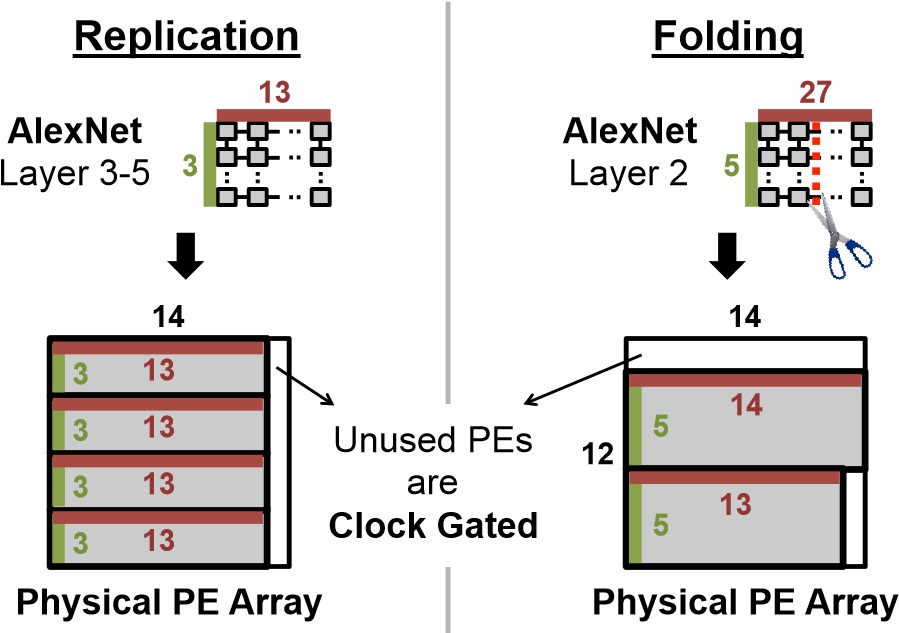 Replication
13
AlexNet
Layer 3-5
3
14
3 13
3 13
3 13
3 13
Physical PE Array
Unused PEs
are
Clock Gated
Folding
27
AlexNet
Layer 2
5
14
14
5
12
13
5
Physical PE Array